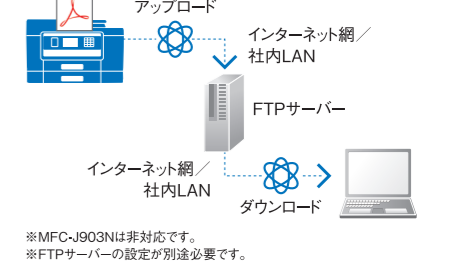 アップロード
インターネット網／
社内LAN
FTPサーバー
インターネット網／
社内LAN
ダウンロード
※MFC-J903Nは非対応です。
※FTPサーバーの設定が別途必要です。